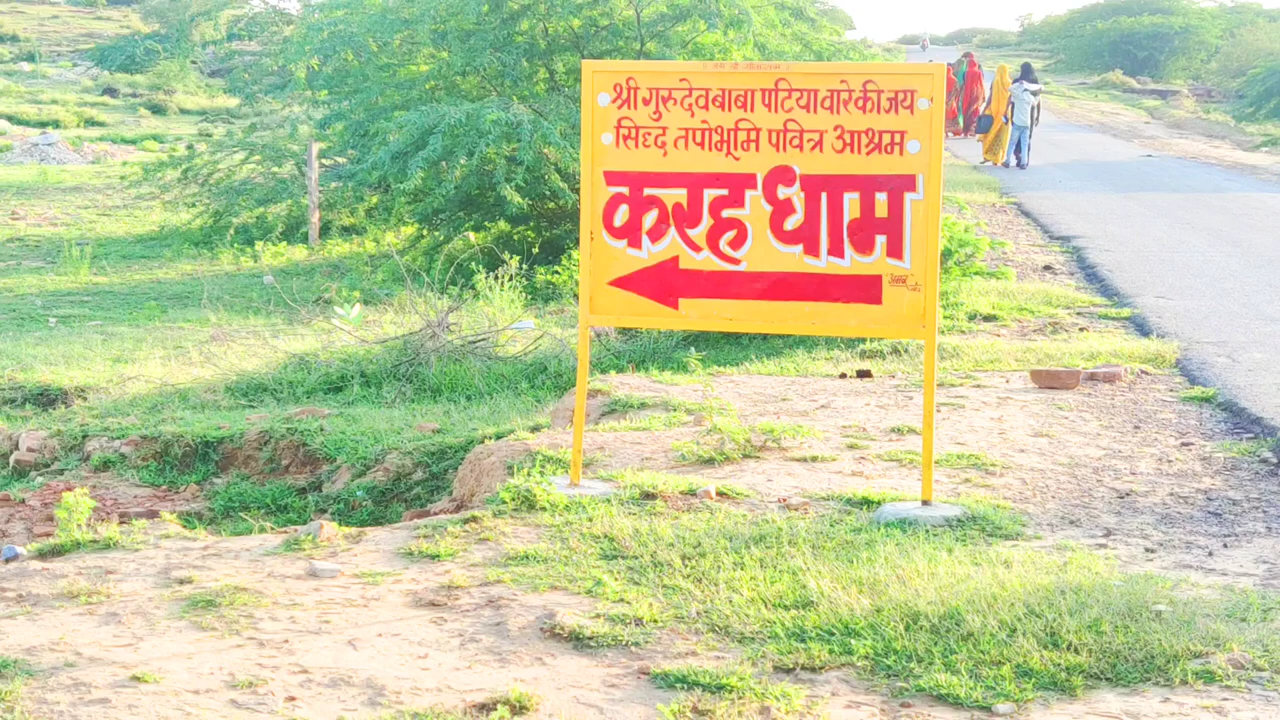 श्री गुरुदेव बाबा पटिया वारे की जय
सिद्द तपोभूमि पवित्र आश्रम
करह धाम